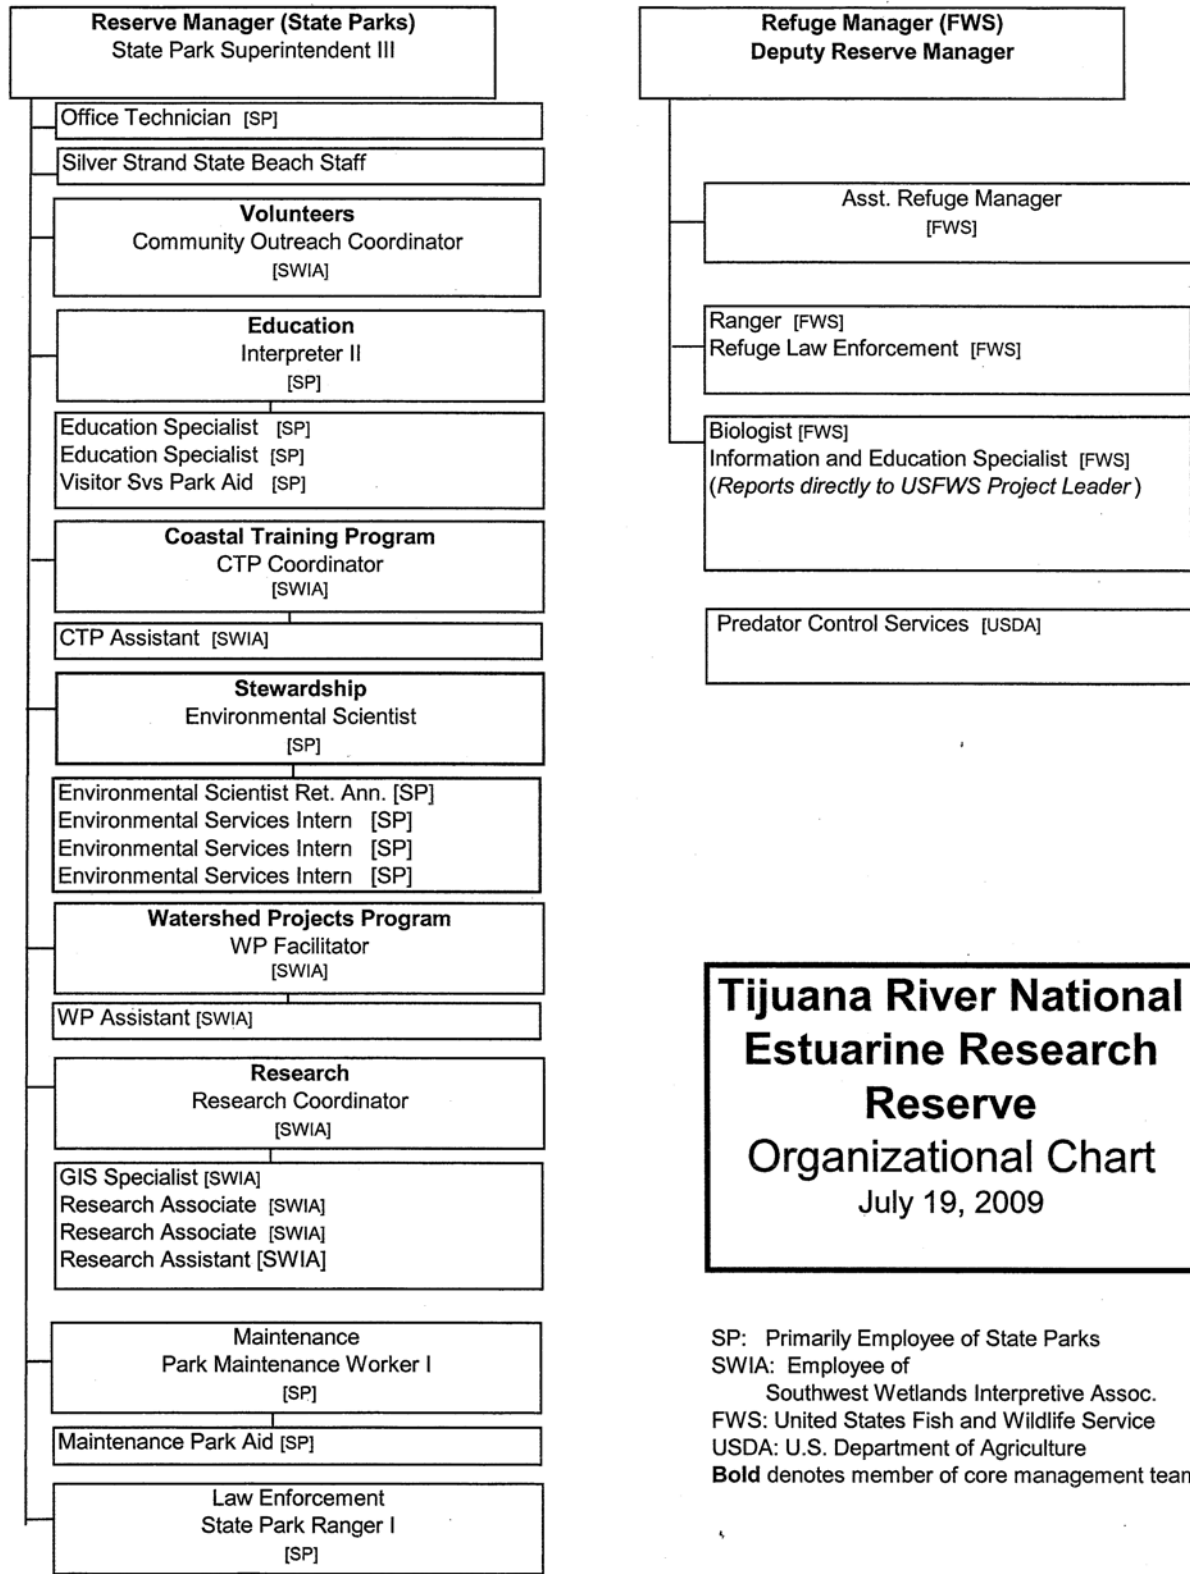 Reserve Manager (State Parks)
State Park Superintendent III
Office Technician [SP]
Silver Strand State Beach Staff
Volunteers
Community Outreach Coordinator
[SWIA]
Education
Interpreter II
[SP]
Education Specialist [SP]
Education Specialist [SP]
Visitor Svs Park Aid [SP]
Coastal Training Program
CTP Coordinator
[SWIA]
CTP Assistant [SWIA]
Stewardship
Environmental Scientist
[SP]
Environmental Scientist Ret. Ann. [SP]
Environmental Services Intern [SP]
Environmental Services Intern [SP]
Environmental Services Intern [SP]
Watershed Projects Program
WP Facilitator
[SWIA]
WP Assistant [SWIA]
Research
Research Coordinator
[SWIA]
GIS Specialist [SWIA]
Research Associate [SWIA]
Research Associate [SWIA]
Research Assistant [SWIA]
Maintenance
Park Maintenance Worker I
[SP]
Maintenance Park Aid [SP]
Law Enforcement
State Park Ranger I
[SP]
Refuge Manager (FWS)
Deputy Reserve Manager
Asst. Refuge Manager
[FWS]
Ranger [FWS]
Refuge Law Enforcement [FWS]
Biologist [FWS]
Information and Education Specialist [FWS]
(Reports directly to USFWS Project Leader)
Predator Control Services [USDA]
Tijuana River National
Estuarine Research
Reserve
Organizational Chart
July 19, 2009
SP: Primarily Employee of State Parks
SWIA: Employee of
Southwest Wetlands Interpretive Assoc.
FWS: United States Fish and Wildlife Service
USDA: U.S. Department of Agriculture
Bold denotes member of core management team